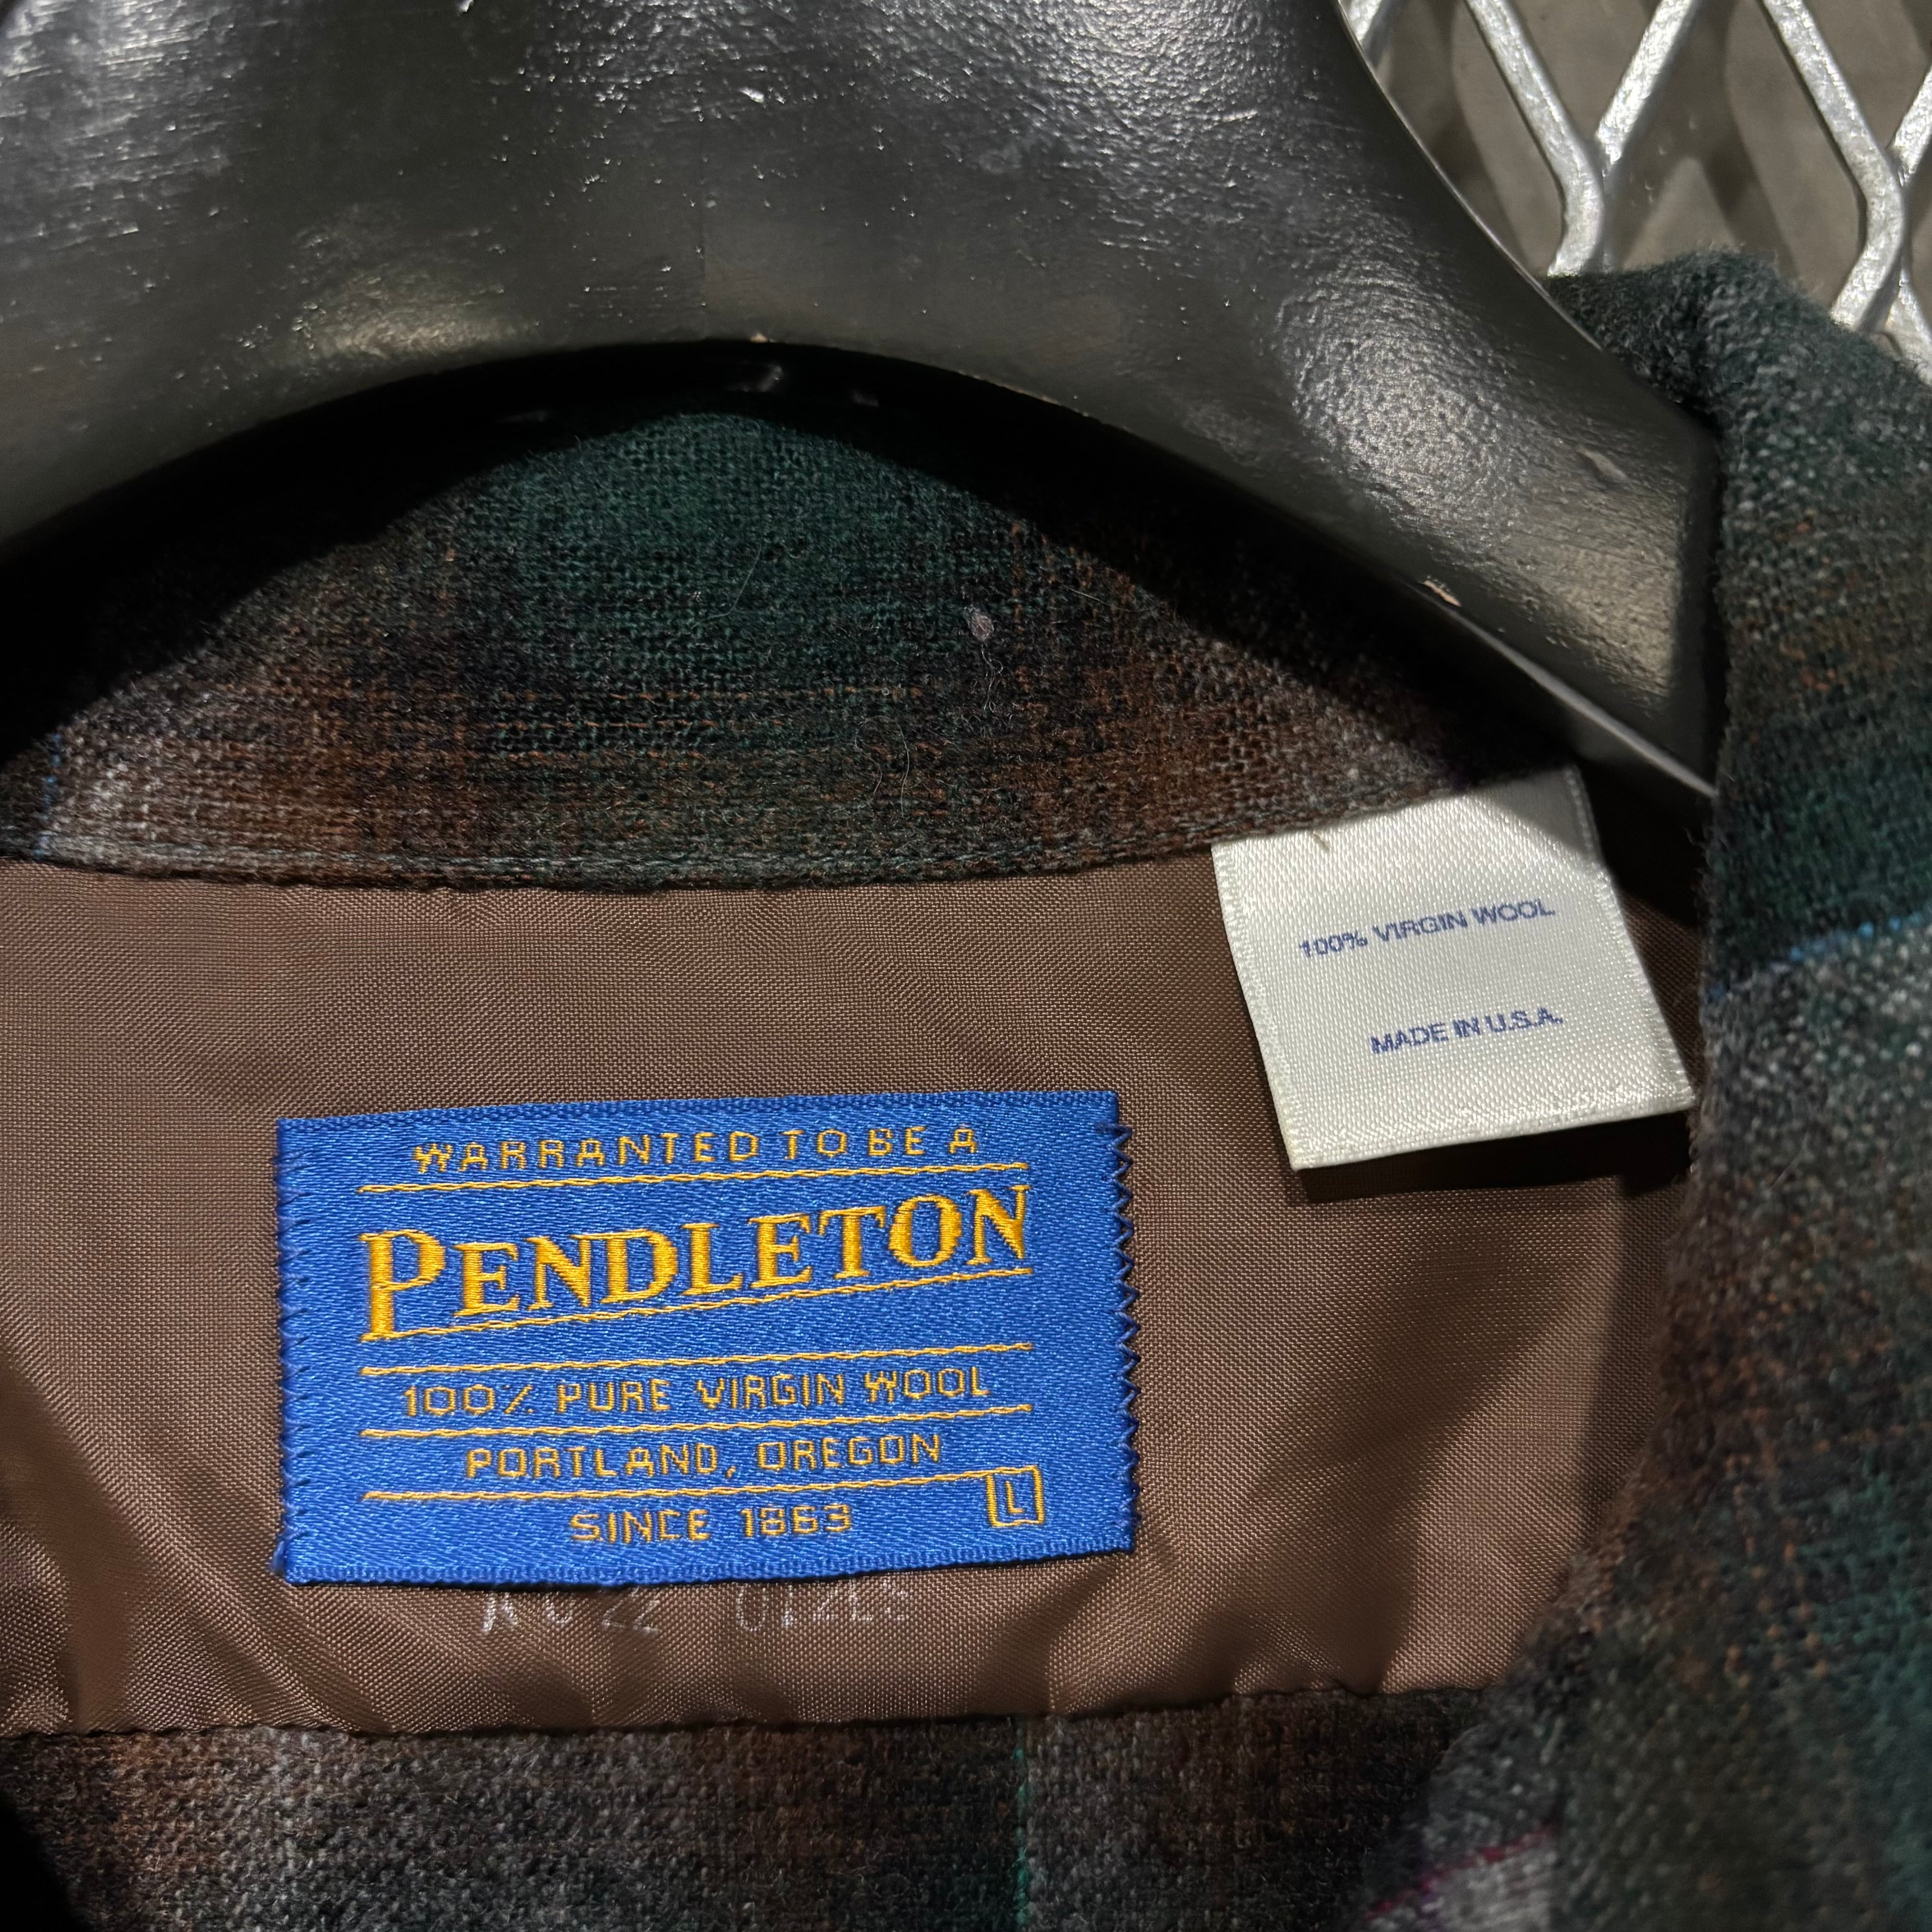 100% VIRGIN WOOL
MADE IN U.S.A.
WARRANTED TO BE A
PENDLETON
100% PURE VIRGIN WOOL
PORTLAND, OREGON
SINCE 1863
L